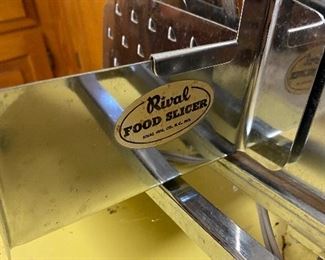 Rival
FOOD SLICER
RIVAL MFG. CO. K.C. MO.